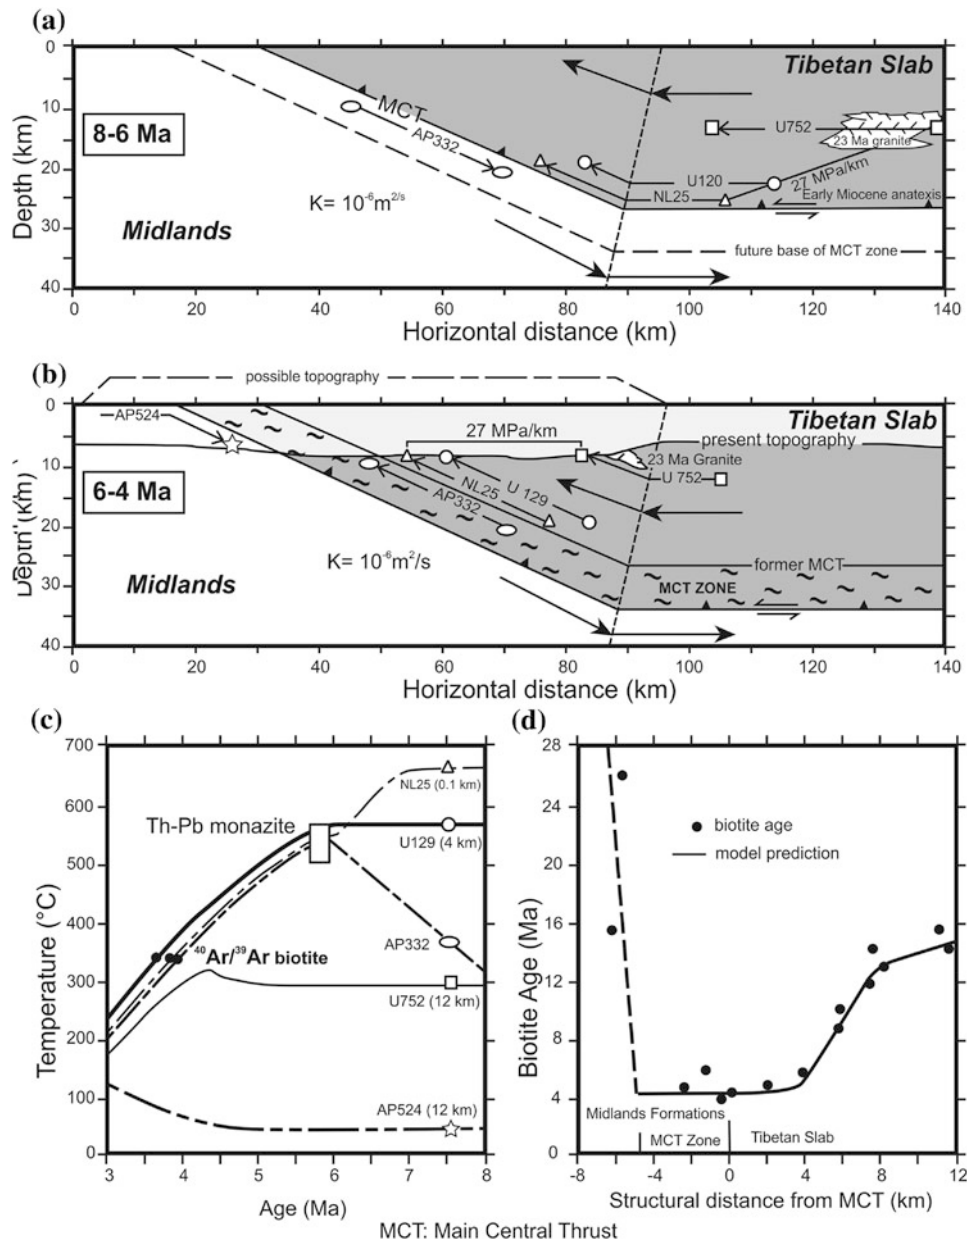 (a)
0
10
20
30
40
Depth (km)
8-6 Ma
MCT
AP332
Tibetan Slab
U752
23 Ma granite
27 MPa/km
U120
NL25
Early Miocene anatexis
K= 10⁻⁶m²/s
Midlands
future base of MCT zone
0 20 40 60 80 100 120 140
Horizontal distance (km)
(b)
possible topography
0
10
20
30
40
Depth (km)
AP524
Tibetan Slab
27 MPa/km
present topography
23 Ma Granite
U 752
6-4 Ma
U 129
NL25
AP332
K= 10⁻⁶m²/s
former MCT
MCT ZONE
Midlands
0 20 40 60 80 100 120 140
Horizontal distance (km)
(c)
700
600
500
400
300
200
100
0
Temperature (°C)
NL25 (0.1 km)
Th-Pb monazite
U129 (4 km)
AP332
⁴⁰Ar/³⁹Ar biotite
U752 (12 km)
AP524 (12 km)
3 4 5 6 7 8
Age (Ma)
(d)
28
24
20
16
12
8
4
0
Biotite Age (Ma)
biotite age
model prediction
Midlands Formations
MCT Zone
Tibetan Slab
-8 -4 0 4 8 12
Structural distance from MCT (km)
MCT: Main Central Thrust